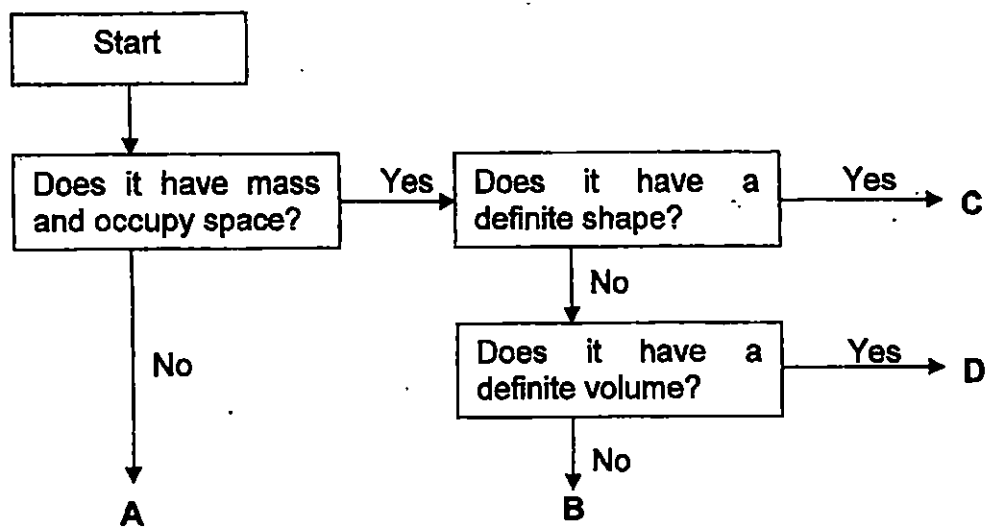 Start
Does it have mass
and occupy space?
Yes
Does it have a
definite shape?
Yes
C
No
Does it have a
definite volume?
Yes
D
No
No
A
B